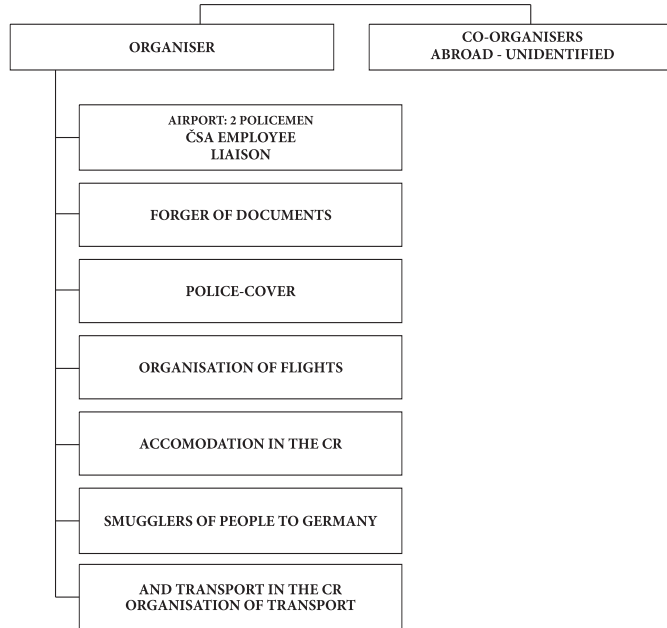 ORGANISER
CO-ORGANISERS
ABROAD - UNIDENTIFIED
AIRPORT: 2 POLICEMEN
ČSA EMPLOYEE
LIAISON
FORGER OF DOCUMENTS
POLICE-COVER
ORGANISATION OF FLIGHTS
ACCOMODATION IN THE CR
SMUGGLERS OF PEOPLE TO GERMANY
AND TRANSPORT IN THE CR
ORGANISATION OF TRANSPORT